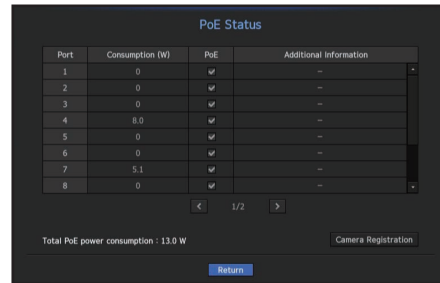 PoE Status
Port Consumption (W) PoE Additional Information
1 0 –
2 0 –
3 0 –
4 8.0 –
5 0 –
6 0 –
7 5.1 –
8 0 –
< 1/2 >
Total PoE power consumption : 13.0 W Camera Registration
Return